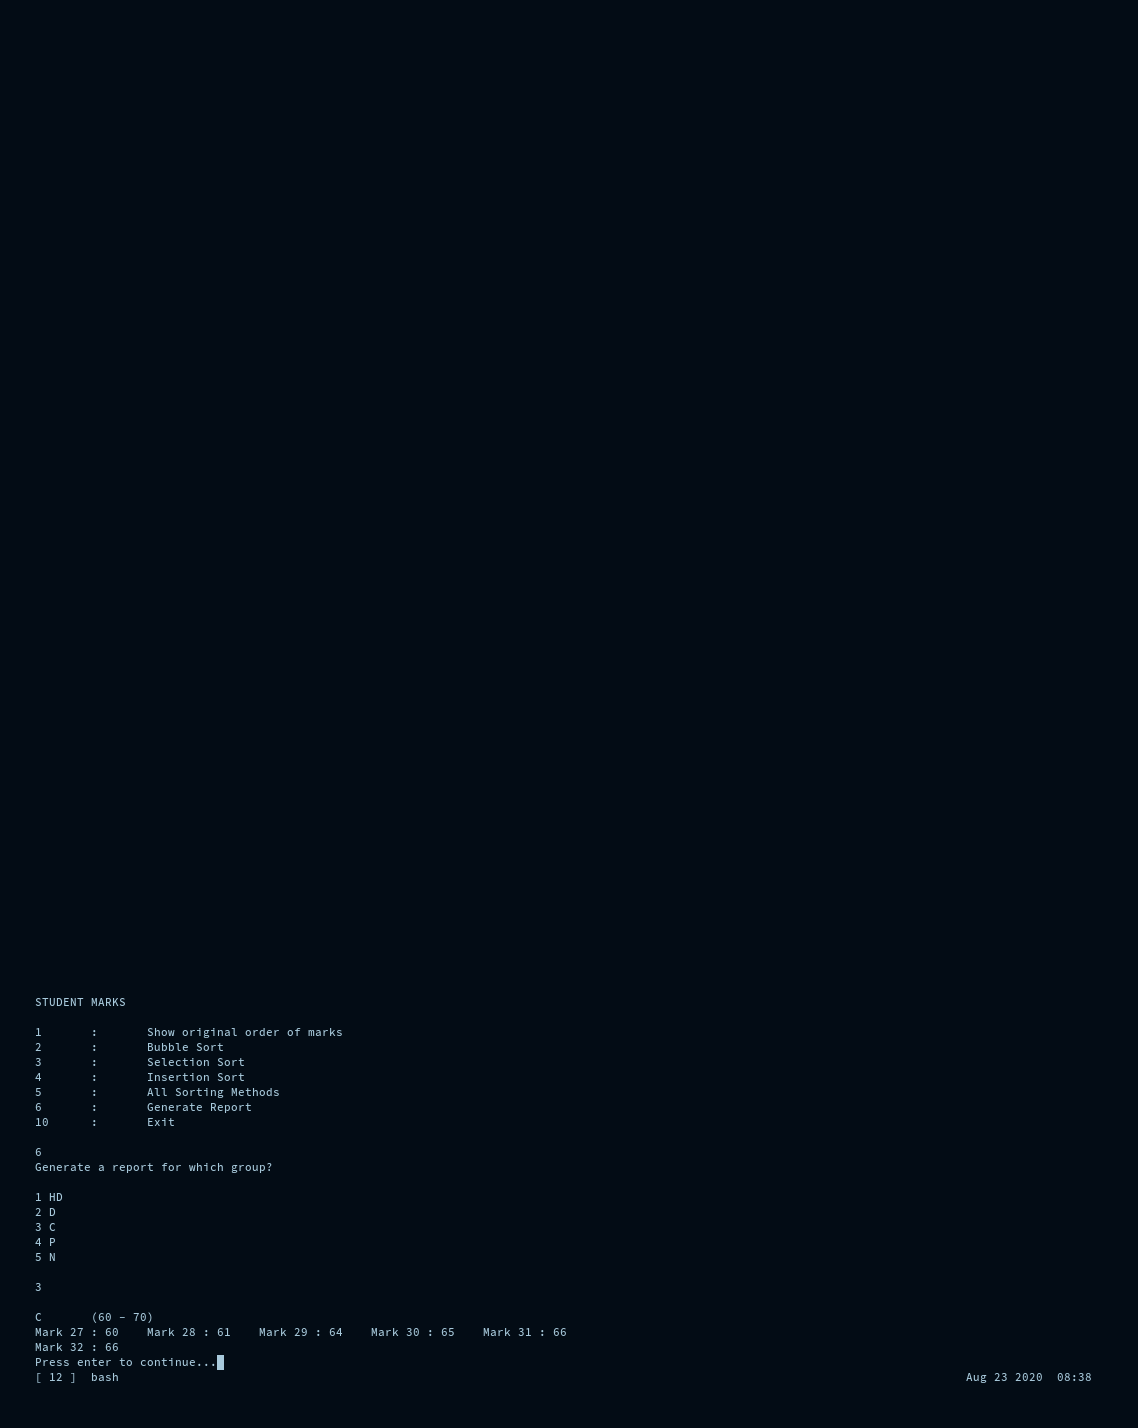 STUDENT MARKS
1 : Show original order of marks
2 : Bubble Sort
3 : Selection Sort
4 : Insertion Sort
5 : All Sorting Methods
6 : Generate Report
10 : Exit
6
Generate a report for which group?
1 HD
2 D
3 C
4 P
5 N
3
C (60 – 70)
Mark 27 : 60 Mark 28 : 61 Mark 29 : 64 Mark 30 : 65 Mark 31 : 66
Mark 32 : 66
Press enter to continue...
[ 12 ] bash Aug 23 2020 08:38